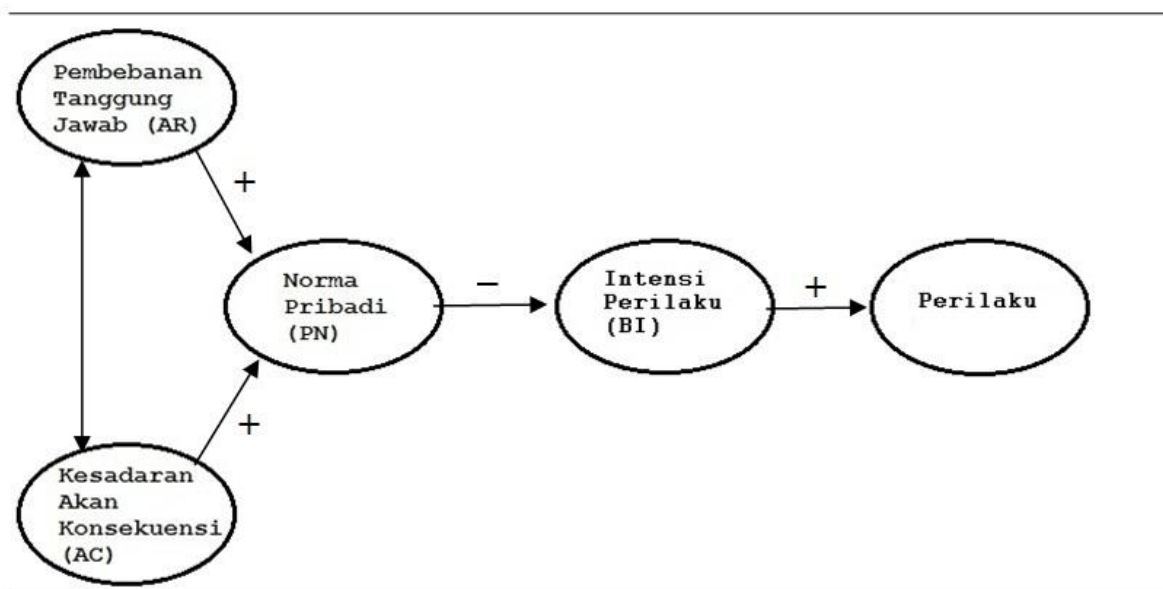 Pembebanan
Tanggung
Jawab (AR)
+
Norma
Pribadi
(PN)
−
Intensi
Perilaku
(BI)
+
Perilaku
+
Kesadaran
Akan
Konsekuensi
(AC)